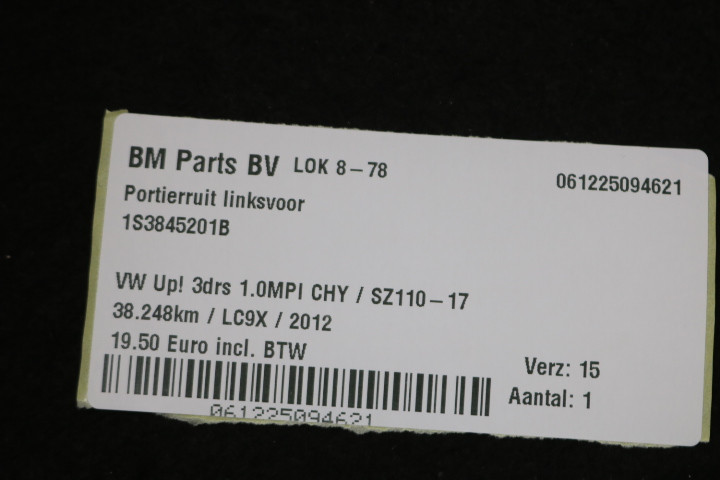 BM Parts BV LOK 8-78
061225094621
Portierruit linksvoor
1S3845201B
VW Up! 3drs 1.0MPI CHY / SZ110-17
38.248km / LC9X / 2012
19.50 Euro incl. BTW
Verz: 15
Aantal: 1
061225094621